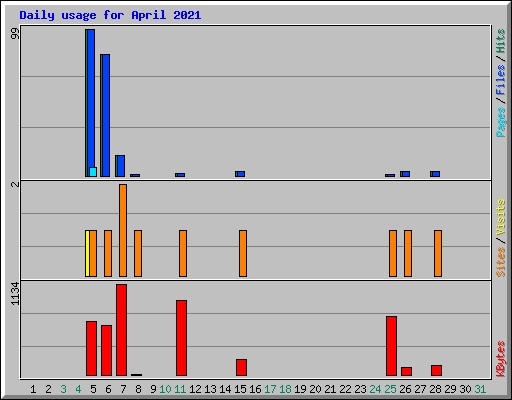 Daily usage for April 2021
99
Pages / Files / Hits
2
Sites / Visits
1134
KBytes
1 2 3 4 5 6 7 8 9 10 11 12 13 14 15 16 17 18 19 20 21 22 23 24 25 26 27 28 29 30 31